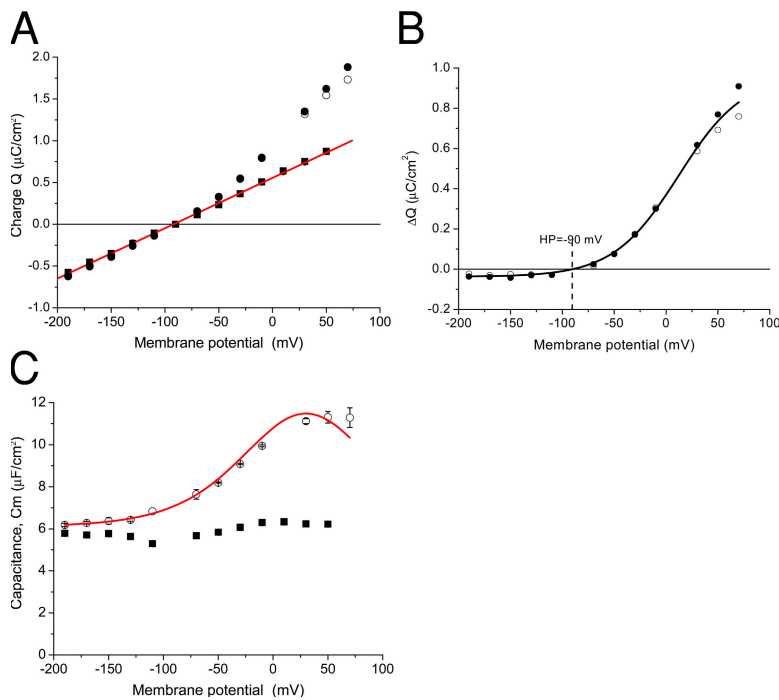 A
Charge Q (μC/cm²)
2.0
1.5
1.0
0.5
0.0
-0.5
-1.0
-200 -150 -100 -50 0 50 100
Membrane potential (mV)
B
ΔQ (μC/cm²)
1.0
0.8
0.6
0.4
0.2
0.0
-0.2
HP=-90 mV
-200 -150 -100 -50 0 50 100
Membrane potential (mV)
C
Capacitance, Cm (μF/cm²)
12
10
8
6
4
2
0
-200 -150 -100 -50 0 50 100
Membrane potential (mV)